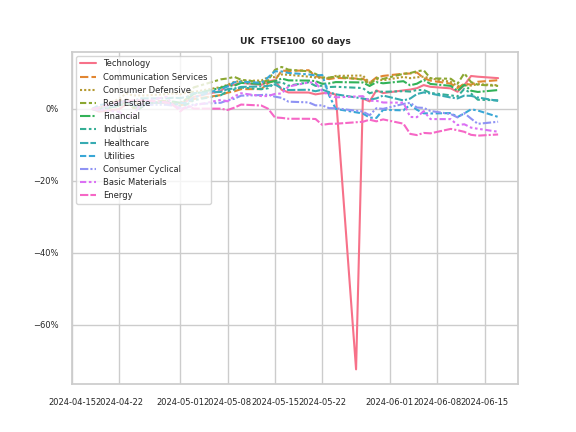 UK FTSE100 60 days
Technology
Communication Services
Consumer Defensive
Real Estate
Financial
Industrials
Healthcare
Utilities
Consumer Cyclical
Basic Materials
Energy
0%
−20%
−40%
−60%
2024-04-15 2024-04-22 2024-05-01 2024-05-08 2024-05-15 2024-05-22 2024-06-01 2024-06-08 2024-06-15